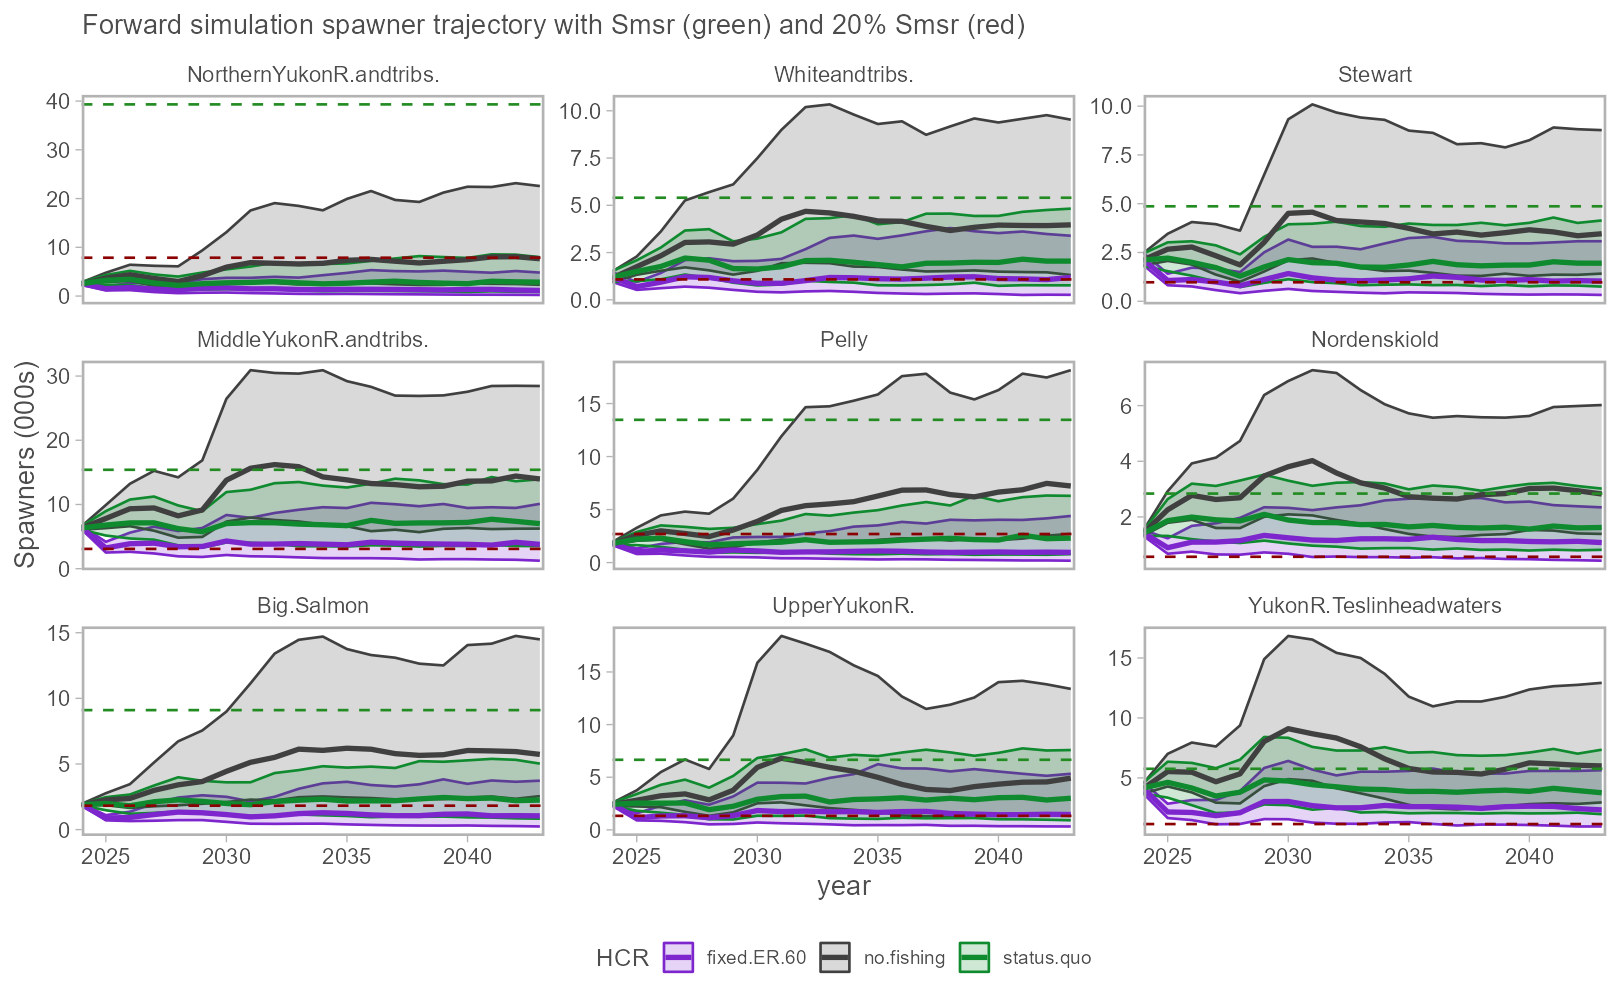 Forward simulation spawner trajectory with Smsr (green) and 20% Smsr (red)
NorthernYukonR.andtribs.
Whiteandtribs.
Stewart
40
30
20
10
0
10.0
7.5
5.0
2.5
0.0
10.0
7.5
5.0
2.5
0.0
MiddleYukonR.andtribs.
Pelly
Nordenskiold
Spawners (000s)
30
20
10
0
15
10
5
0
6
4
2
Big.Salmon
UpperYukonR.
YukonR.Teslinheadwaters
15
10
5
0
15
10
5
0
15
10
5
2025 2030 2035 2040
2025 2030 2035 2040
2025 2030 2035 2040
year
HCR fixed.ER.60 no.fishing status.quo